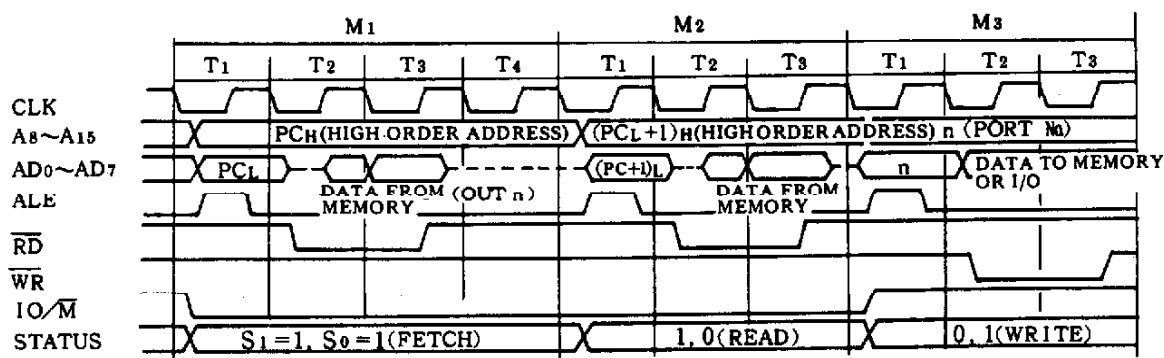 M1 M2 M3
T1 T2 T3 T4 T1 T2 T3 T1 T2 T3
CLK
A8~A15 PCH(HIGH-ORDER ADDRESS) (PCL+1)H(HIGHORDER ADDRESS) n (PORT No)
AD0~AD7 PCL (PC+1)L n DATA TO MEMORY
OR I/O
DATA FROM (OUT n) DATA FROM
ALE MEMORY MEMORY
RD
WR
IO/M
STATUS S1=1, S0=1(FETCH) 1, 0(READ) 0, 1(WRITE)